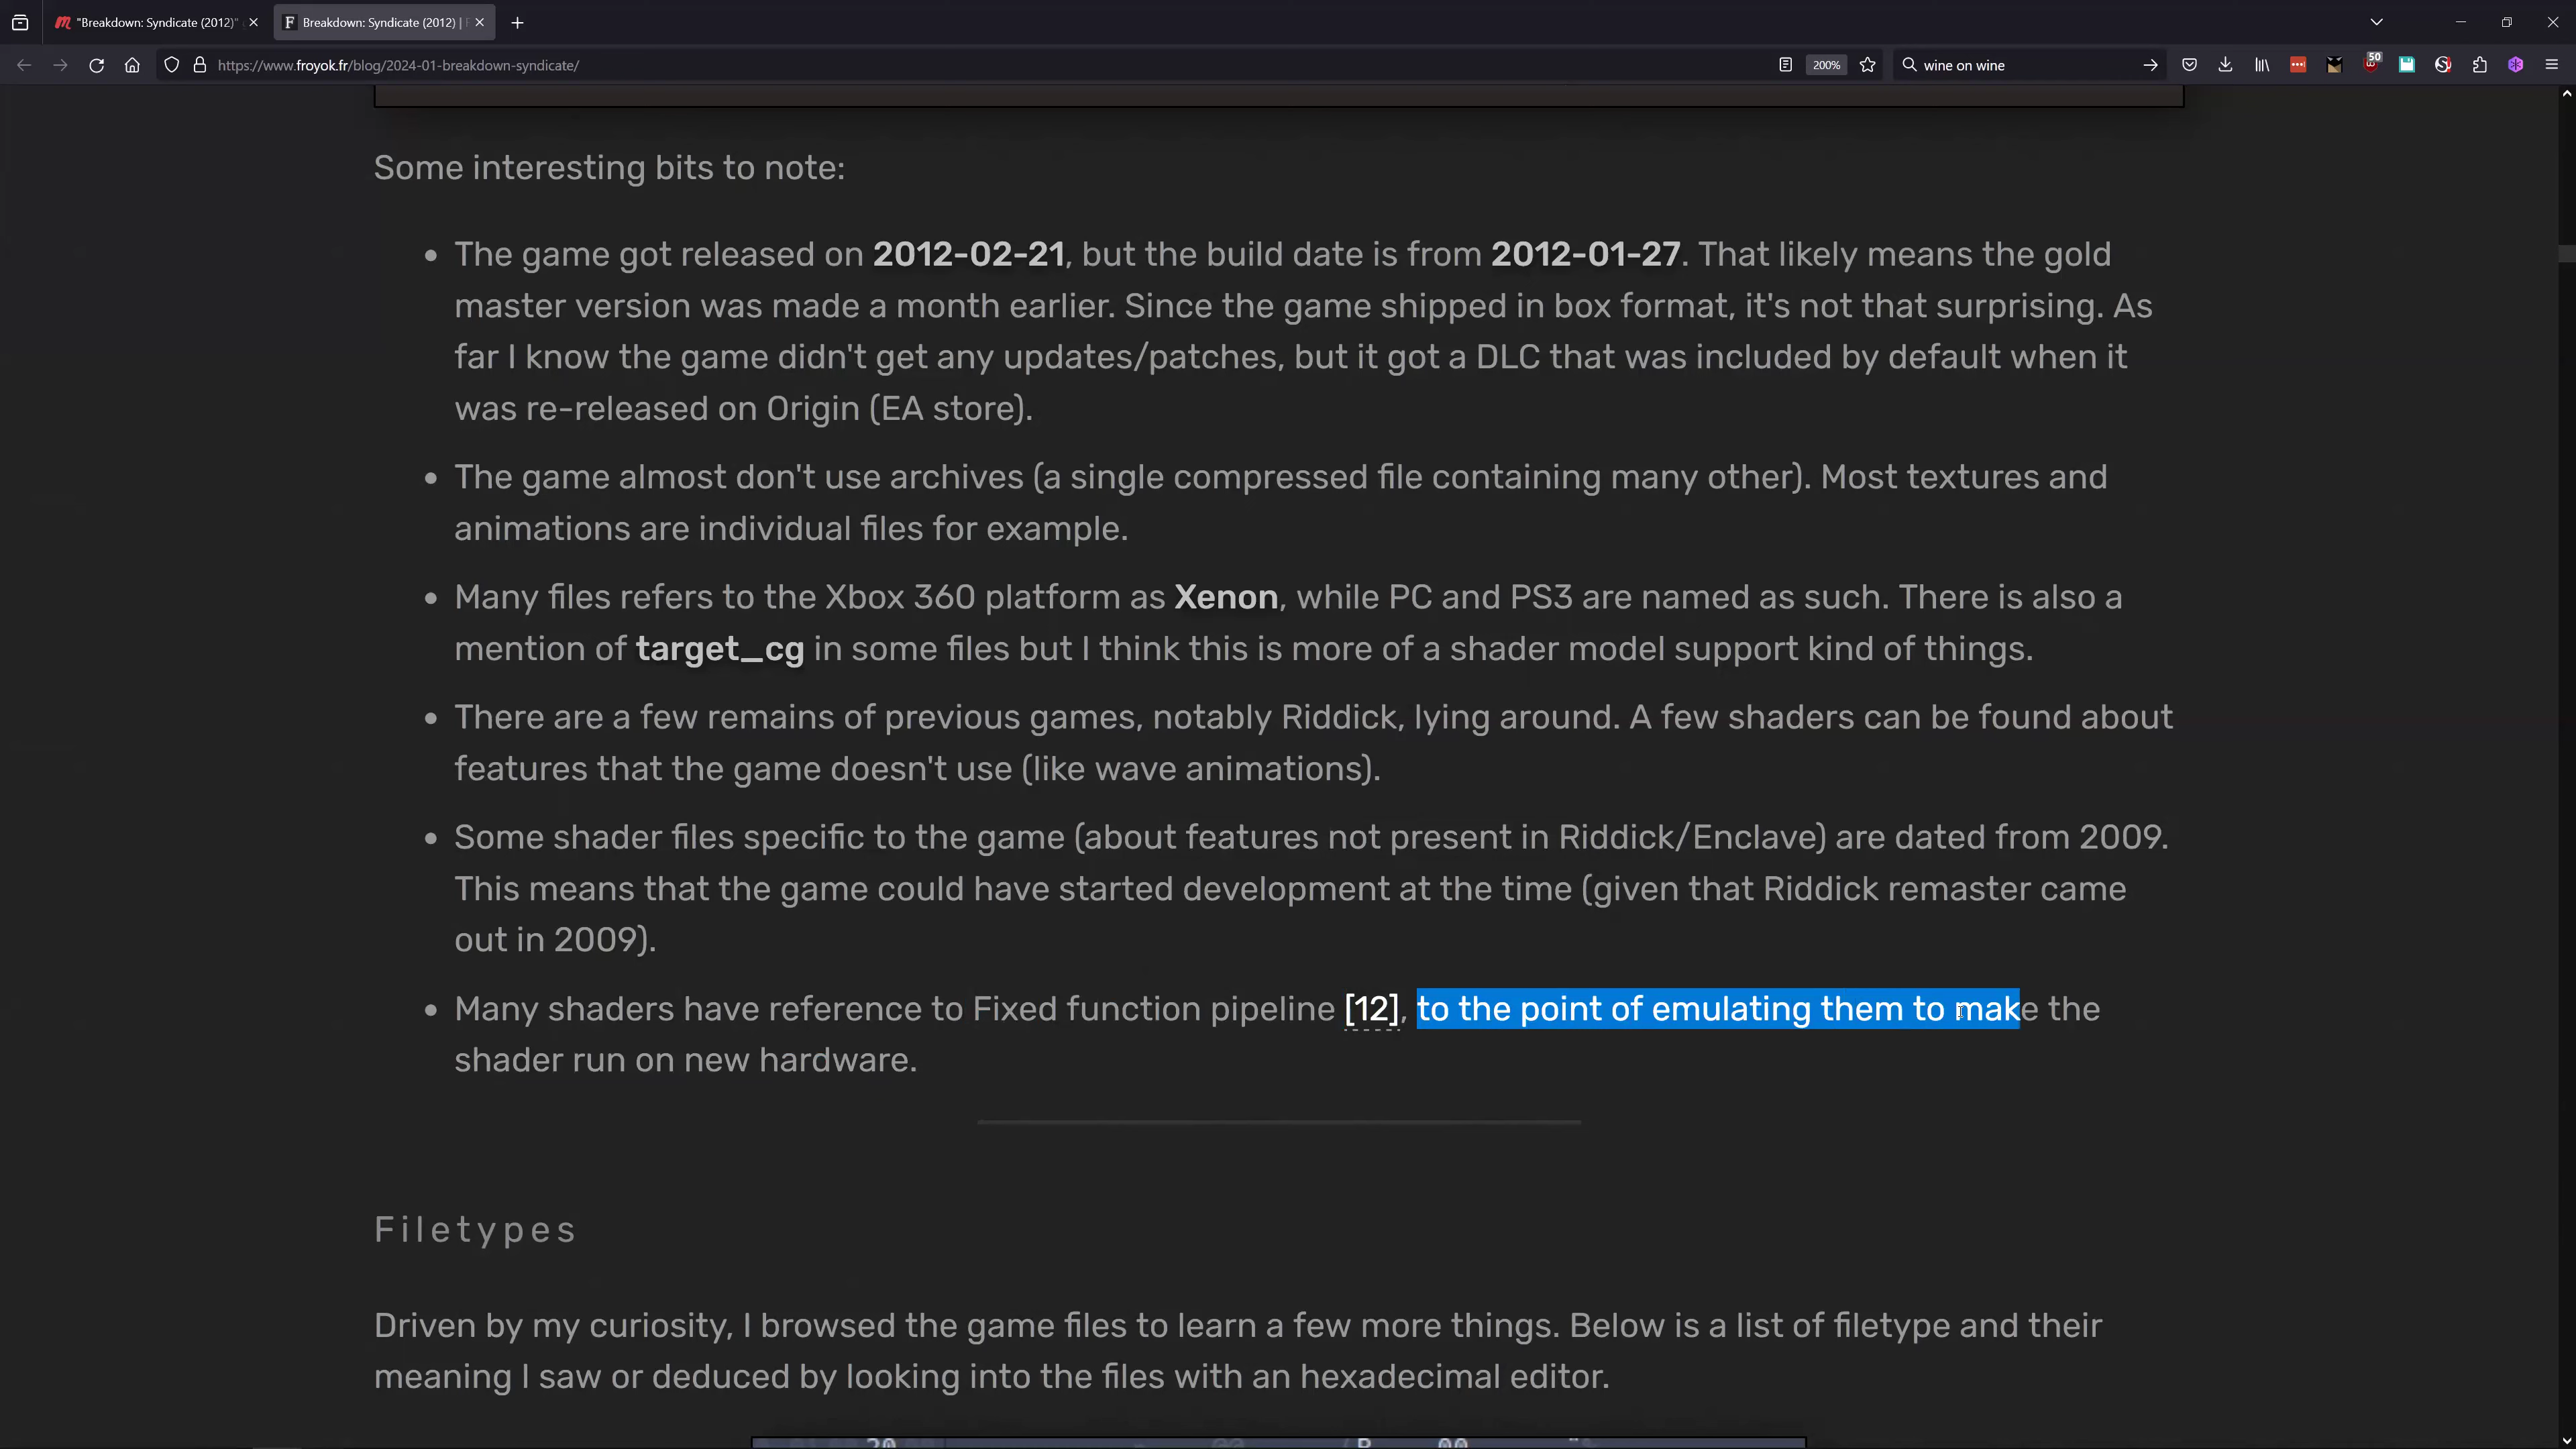 "Breakdown: Syndicate (2012)"
Breakdown: Syndicate (2012) |
https://www.froyok.fr/blog/2024-01-breakdown-syndicate/
200%
wine on wine
50
Some interesting bits to note:
The game got released on 2012-02-21, but the build date is from 2012-01-27. That likely means the gold
master version was made a month earlier. Since the game shipped in box format, it's not that surprising. As
far I know the game didn't get any updates/patches, but it got a DLC that was included by default when it
was re-released on Origin (EA store).
The game almost don't use archives (a single compressed file containing many other). Most textures and
animations are individual files for example.
Many files refers to the Xbox 360 platform as Xenon, while PC and PS3 are named as such. There is also a
mention of target_cg in some files but I think this is more of a shader model support kind of things.
There are a few remains of previous games, notably Riddick, lying around. A few shaders can be found about
features that the game doesn't use (like wave animations).
Some shader files specific to the game (about features not present in Riddick/Enclave) are dated from 2009.
This means that the game could have started development at the time (given that Riddick remaster came
out in 2009).
Many shaders have reference to Fixed function pipeline [12], to the point of emulating them to make the
shader run on new hardware.
Filetypes
Driven by my curiosity, I browsed the game files to learn a few more things. Below is a list of filetype and their
meaning I saw or deduced by looking into the files with an hexadecimal editor.